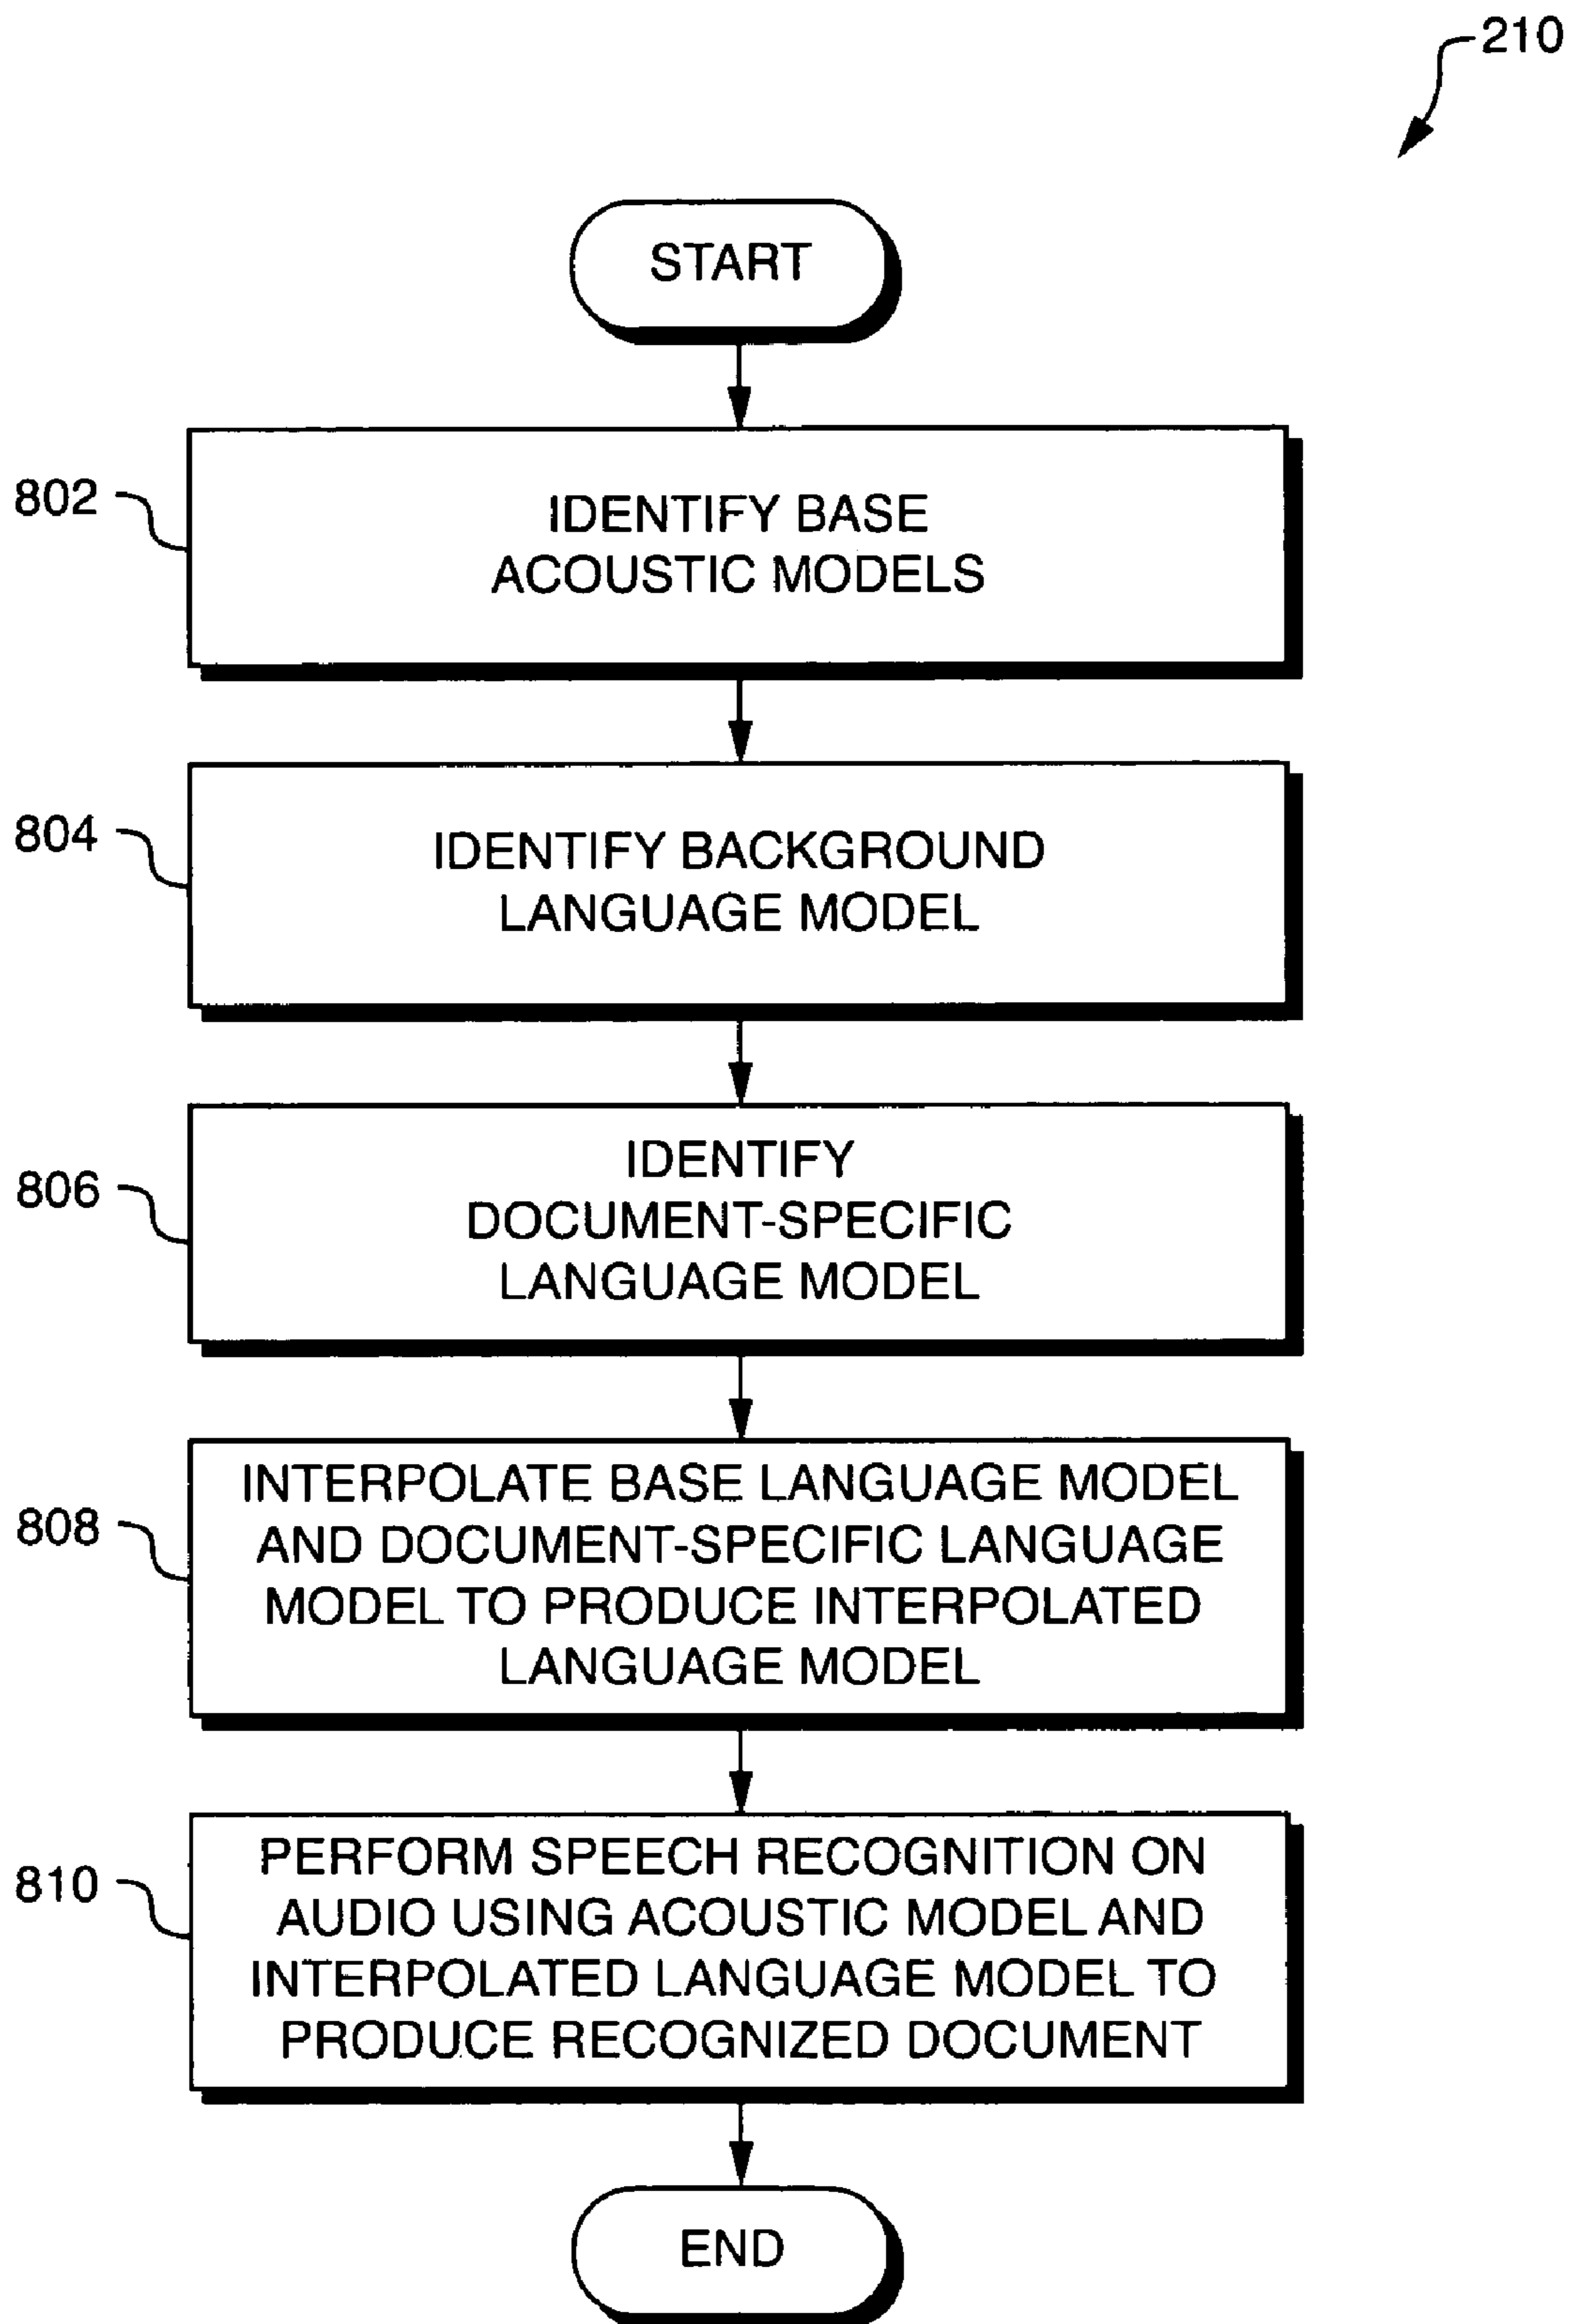 210
START
802
IDENTIFY BASE
ACOUSTIC MODELS
804
IDENTIFY BACKGROUND
LANGUAGE MODEL
806
IDENTIFY
DOCUMENT-SPECIFIC
LANGUAGE MODEL
808
INTERPOLATE BASE LANGUAGE MODEL
AND DOCUMENT-SPECIFIC LANGUAGE
MODEL TO PRODUCE INTERPOLATED
LANGUAGE MODEL
810
PERFORM SPEECH RECOGNITION ON
AUDIO USING ACOUSTIC MODEL AND
INTERPOLATED LANGUAGE MODEL TO
PRODUCE RECOGNIZED DOCUMENT
END